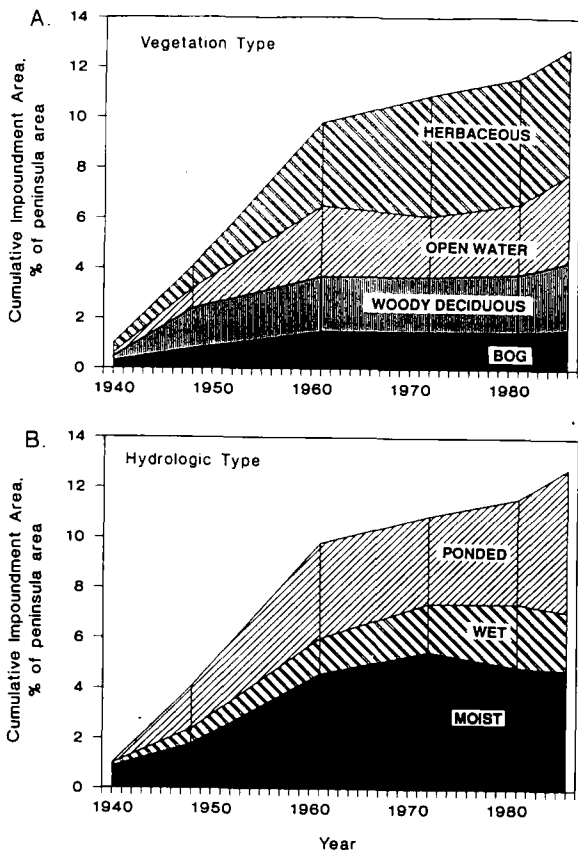 A.
Vegetation Type
Cumulative Impoundment Area,
% of peninsula area
14
12
10
8
6
4
2
0
HERBACEOUS
OPEN WATER
WOODY DECIDUOUS
BOG
1940 1950 1960 1970 1980
B.
Hydrologic Type
Cumulative Impoundment Area,
% of peninsula area
14
12
10
8
6
4
2
0
PONDED
WET
MOIST
1940 1950 1960 1970 1980
Year